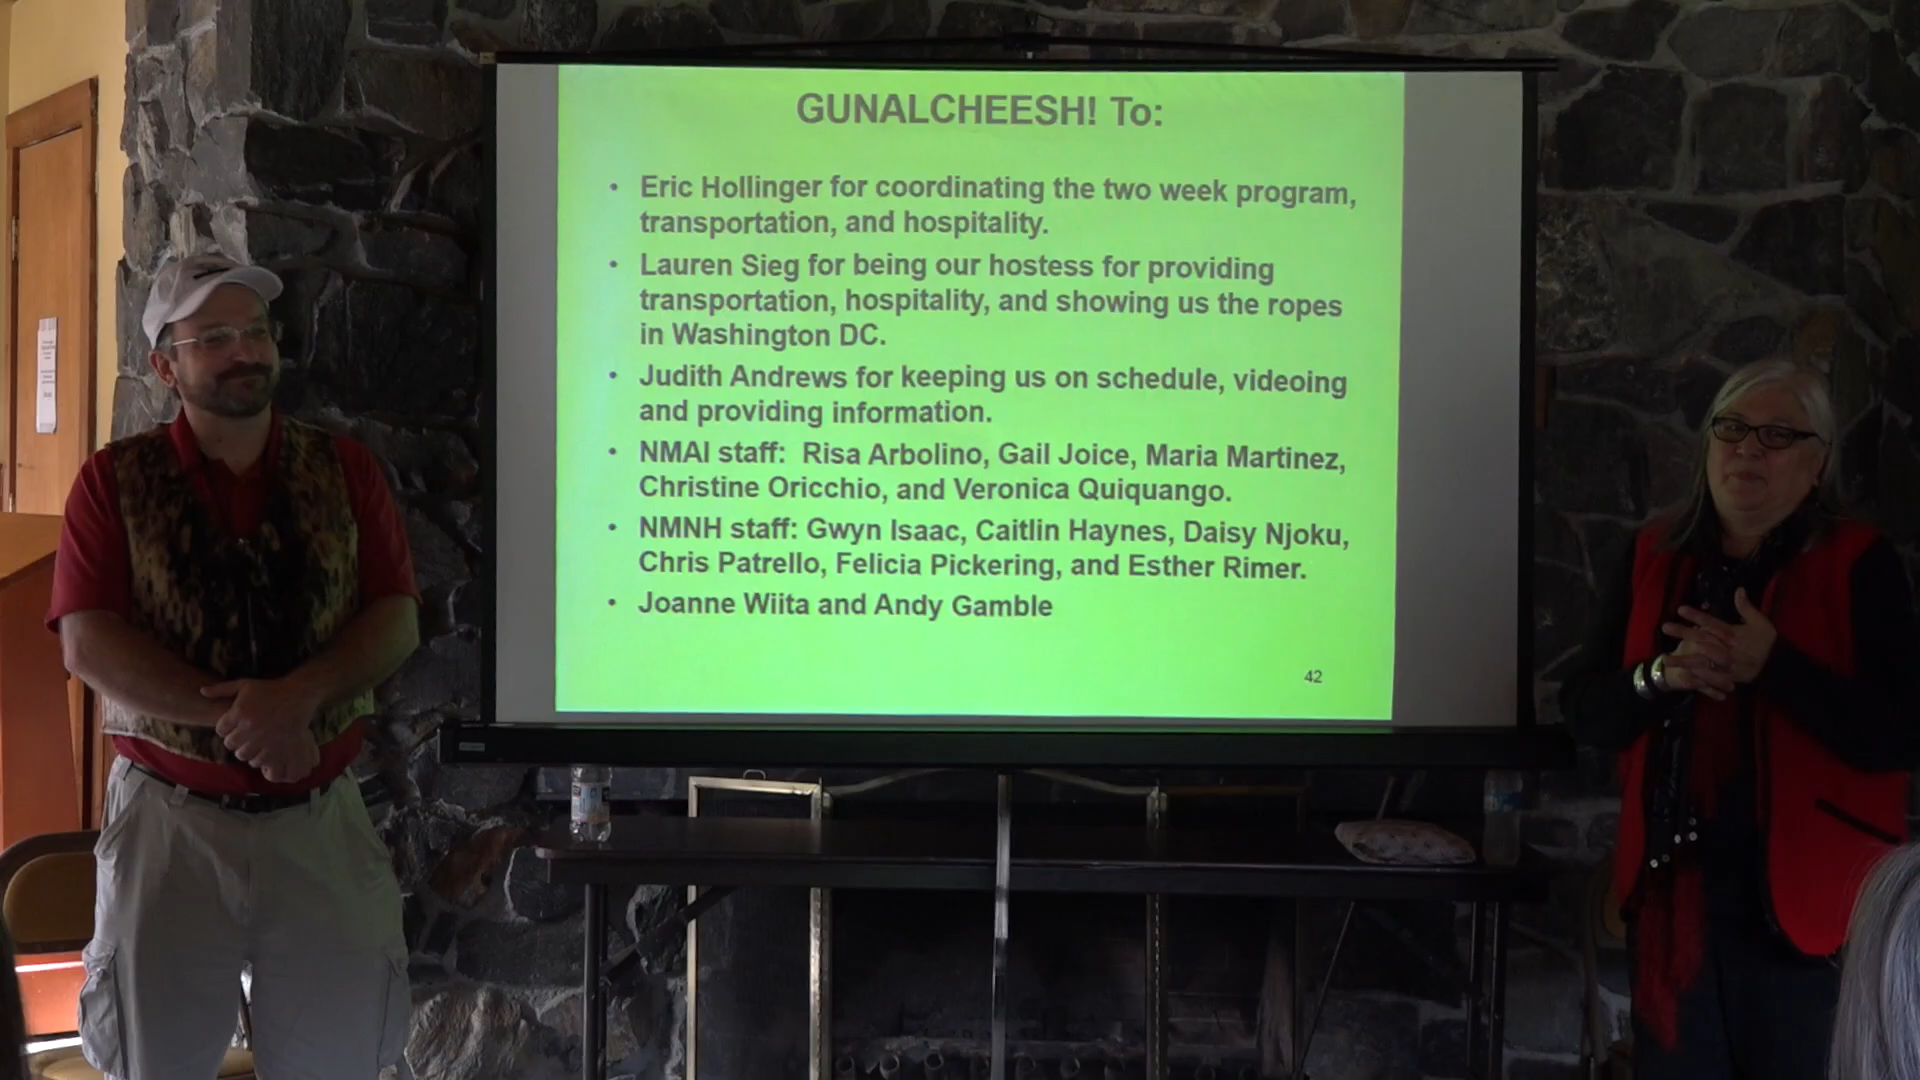 GUNALCHEESH! To:
• Eric Hollinger for coordinating the two week program,
transportation, and hospitality.
• Lauren Sieg for being our hostess for providing
transportation, hospitality, and showing us the ropes
in Washington DC.
• Judith Andrews for keeping us on schedule, videoing
and providing information.
• NMAI staff: Risa Arbolino, Gail Joice, Maria Martinez,
Christine Oricchio, and Veronica Quiquango.
• NMNH staff: Gwyn Isaac, Caitlin Haynes, Daisy Njoku,
Chris Patrello, Felicia Pickering, and Esther Rimer.
• Joanne Wiita and Andy Gamble
42